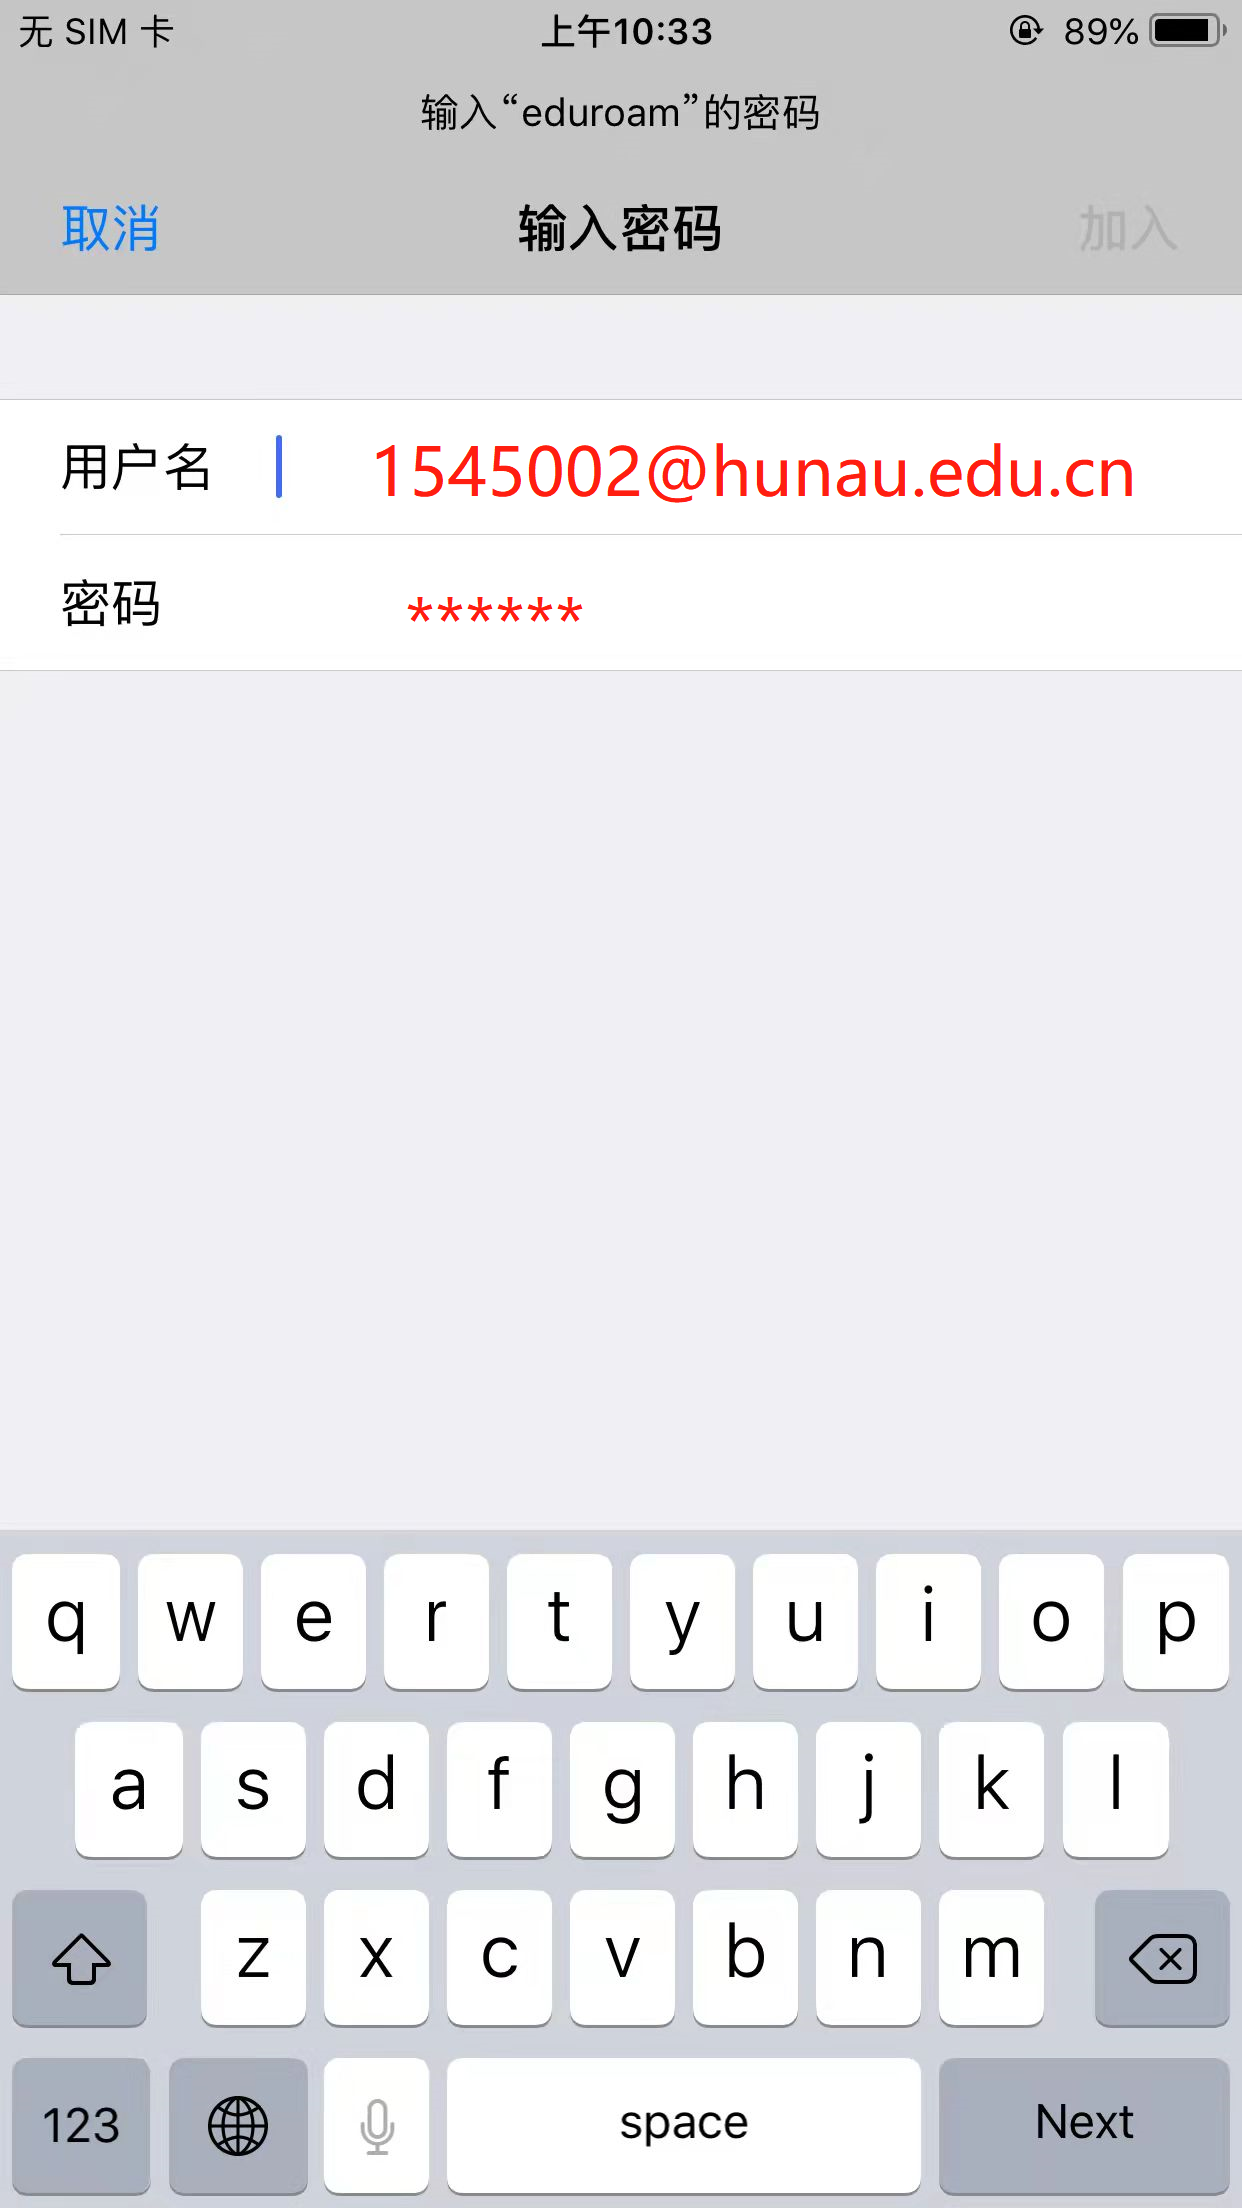 无 SIM 卡 上午10:33 89%
输入“eduroam”的密码
取消 输入密码 加入
用户名 1545002@hunau.edu.cn
密码 ******
q w e r t y u i o p
a s d f g h j k l
z x c v b n m
123 space Next